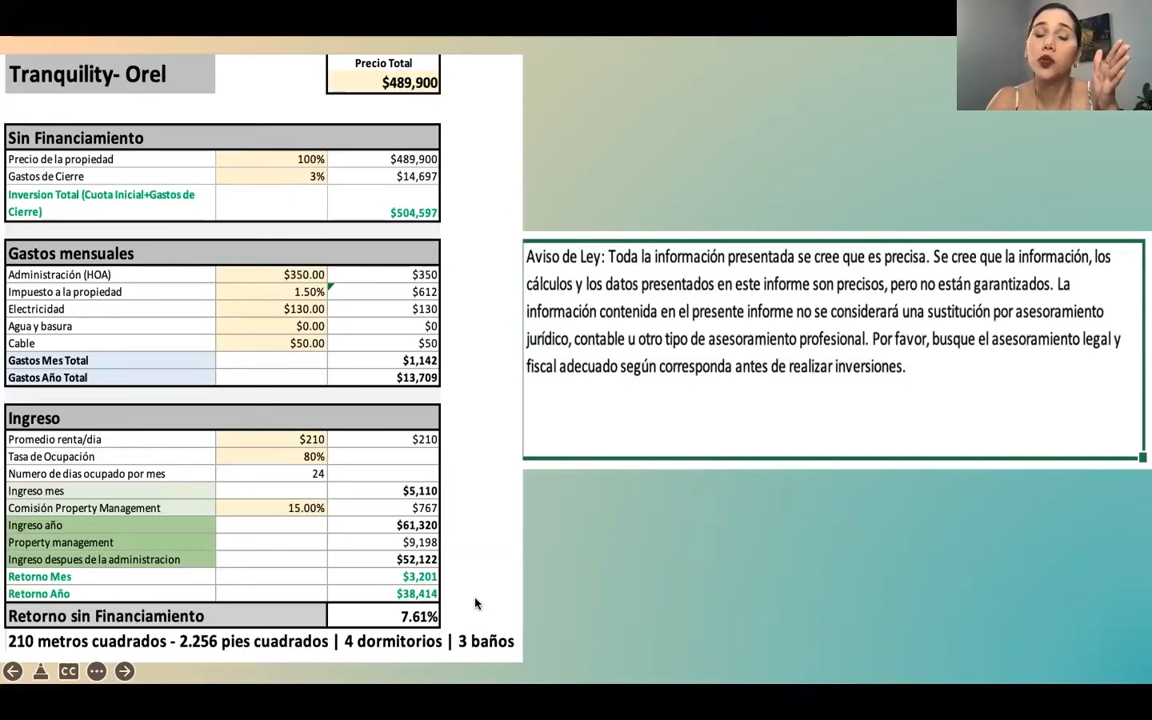 Tranquility- Orel
Precio Total
$489,900
Sin Financiamiento
Precio de la propiedad 100% $489,900
Gastos de Cierre 3% $14,697
Inversion Total (Cuota Inicial+Gastos de
Cierre) $504,597
Gastos mensuales
Administración (HOA) $350.00 $350
Impuesto a la propiedad 1.50% $612
Electricidad $130.00 $130
Agua y basura $0.00 $0
Cable $50.00 $50
Gastos Mes Total $1,142
Gastos Año Total $13,709
Ingreso
Promedio renta/dia $210 $210
Tasa de Ocupación 80%
Numero de dias ocupado por mes 24
Ingreso mes $5,110
Comisión Property Management 15.00% $767
Ingreso año $61,320
Property management $9,198
Ingreso despues de la administracion $52,122
Retorno Mes $3,201
Retorno Año $38,414
Retorno sin Financiamiento 7.61%
210 metros cuadrados - 2.256 pies cuadrados | 4 dormitorios | 3 baños
Aviso de Ley: Toda la información presentada se cree que es precisa. Se cree que la información, los
cálculos y los datos presentados en este informe son precisos, pero no están garantizados. La
información contenida en el presente informe no se considerará una sustitución por asesoramiento
jurídico, contable u otro tipo de asesoramiento profesional. Por favor, busque el asesoramiento legal y
fiscal adecuado según corresponda antes de realizar inversiones.
CC